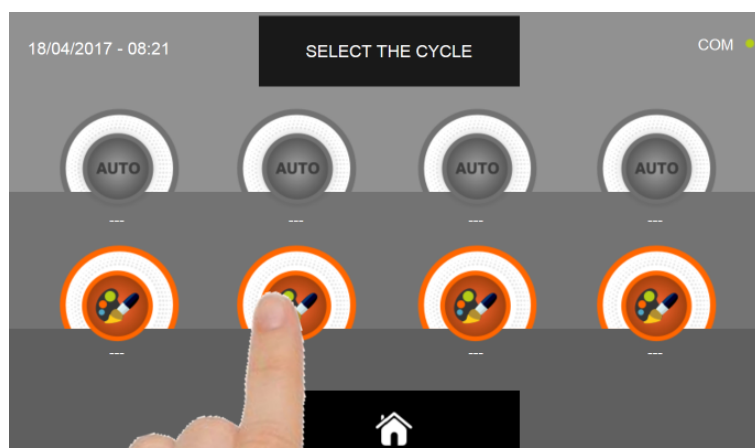 18/04/2017 - 08:21
SELECT THE CYCLE
COM
AUTO AUTO AUTO AUTO
--- --- --- ---
--- --- ---